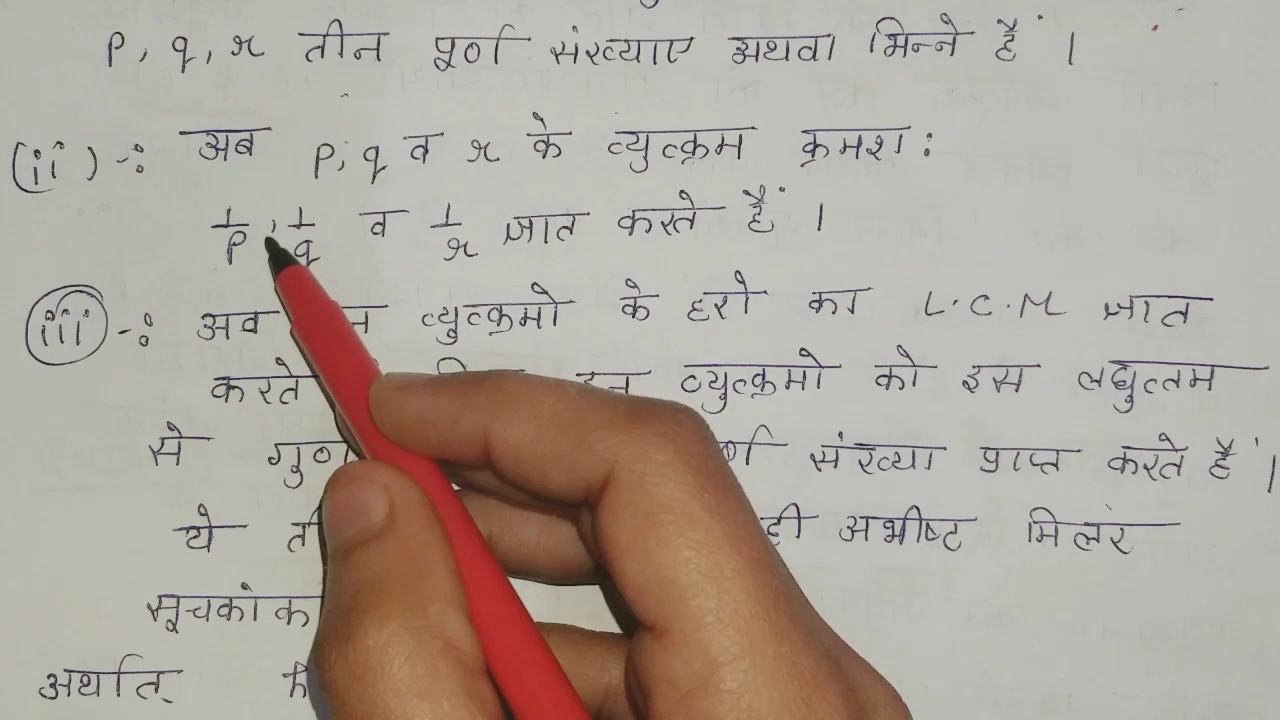 P, q, r तीन पूर्ण संख्याए अथवा भिन्ने हैं ।
(ii) -: अब P, q व r के व्युत्क्रम क्रमश:
1/P , 1/q व 1/r ज्ञात करते हैं ।
(iii) -: अब व्युत्क्रमो के हरो का L.C.M ज्ञात
करते व्युत्क्रमो को इस लघुत्तम
से संख्या प्राप्त करते हैं ।
ये ही अभीष्ट मिलर
सूचकांक
अर्थात्